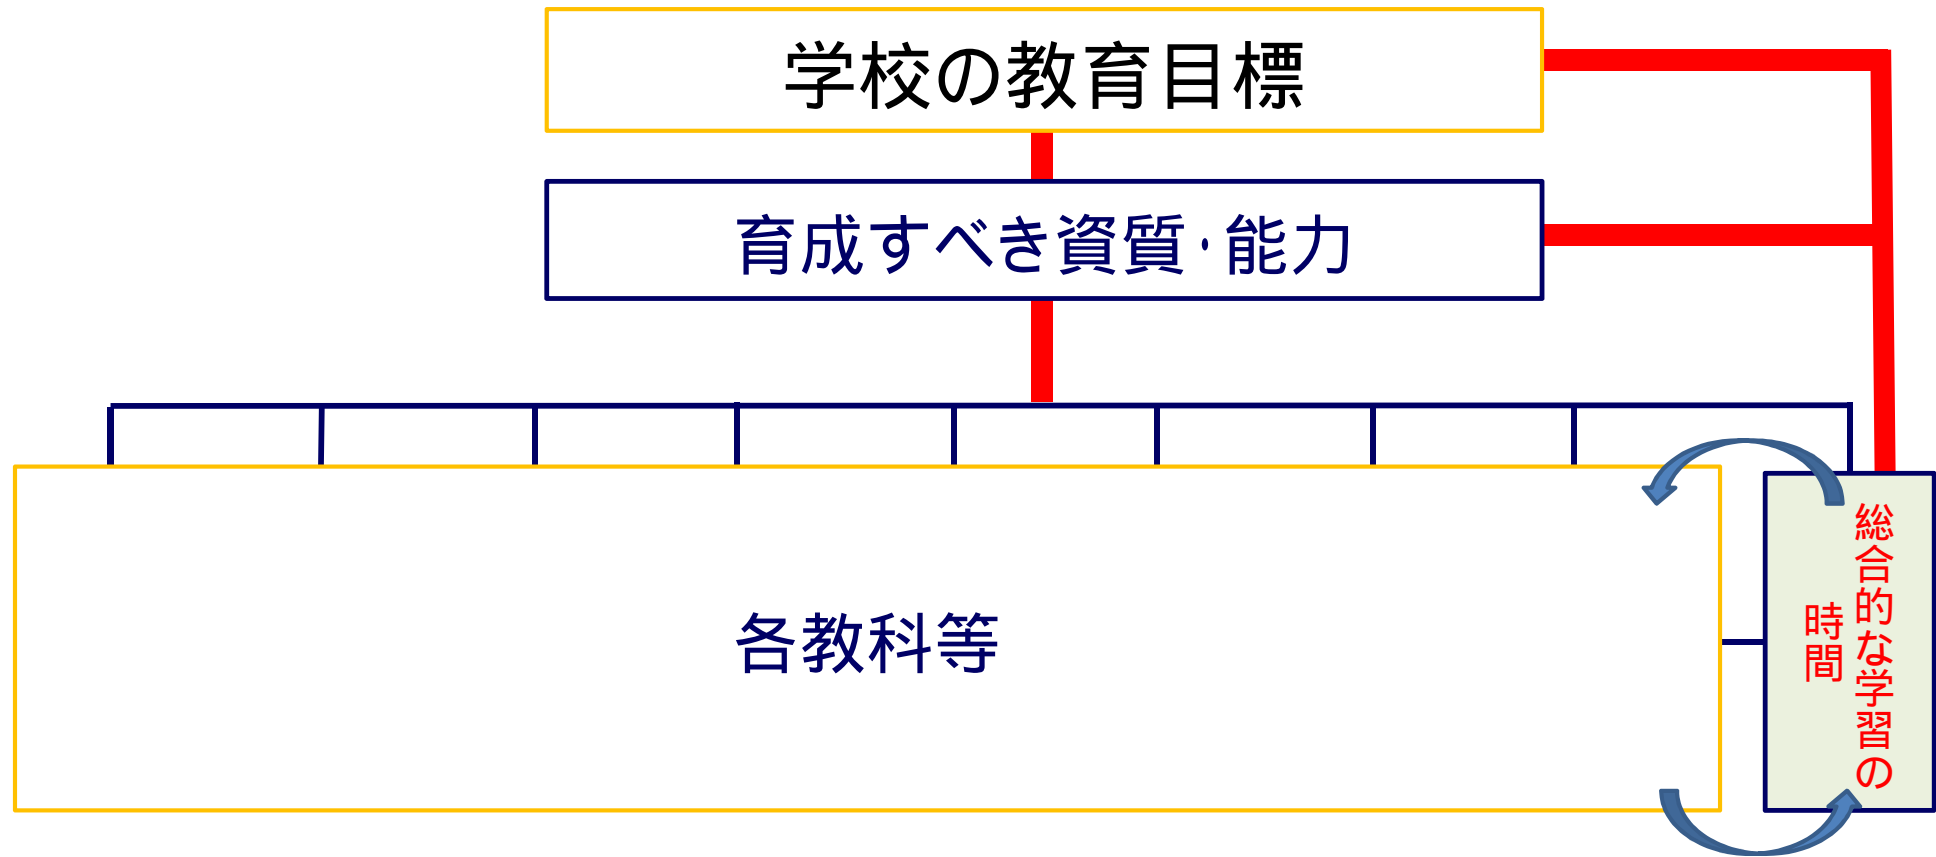 学校の教育目標
育成すべき資質･能力
各教科等
総合的な学習の
時間